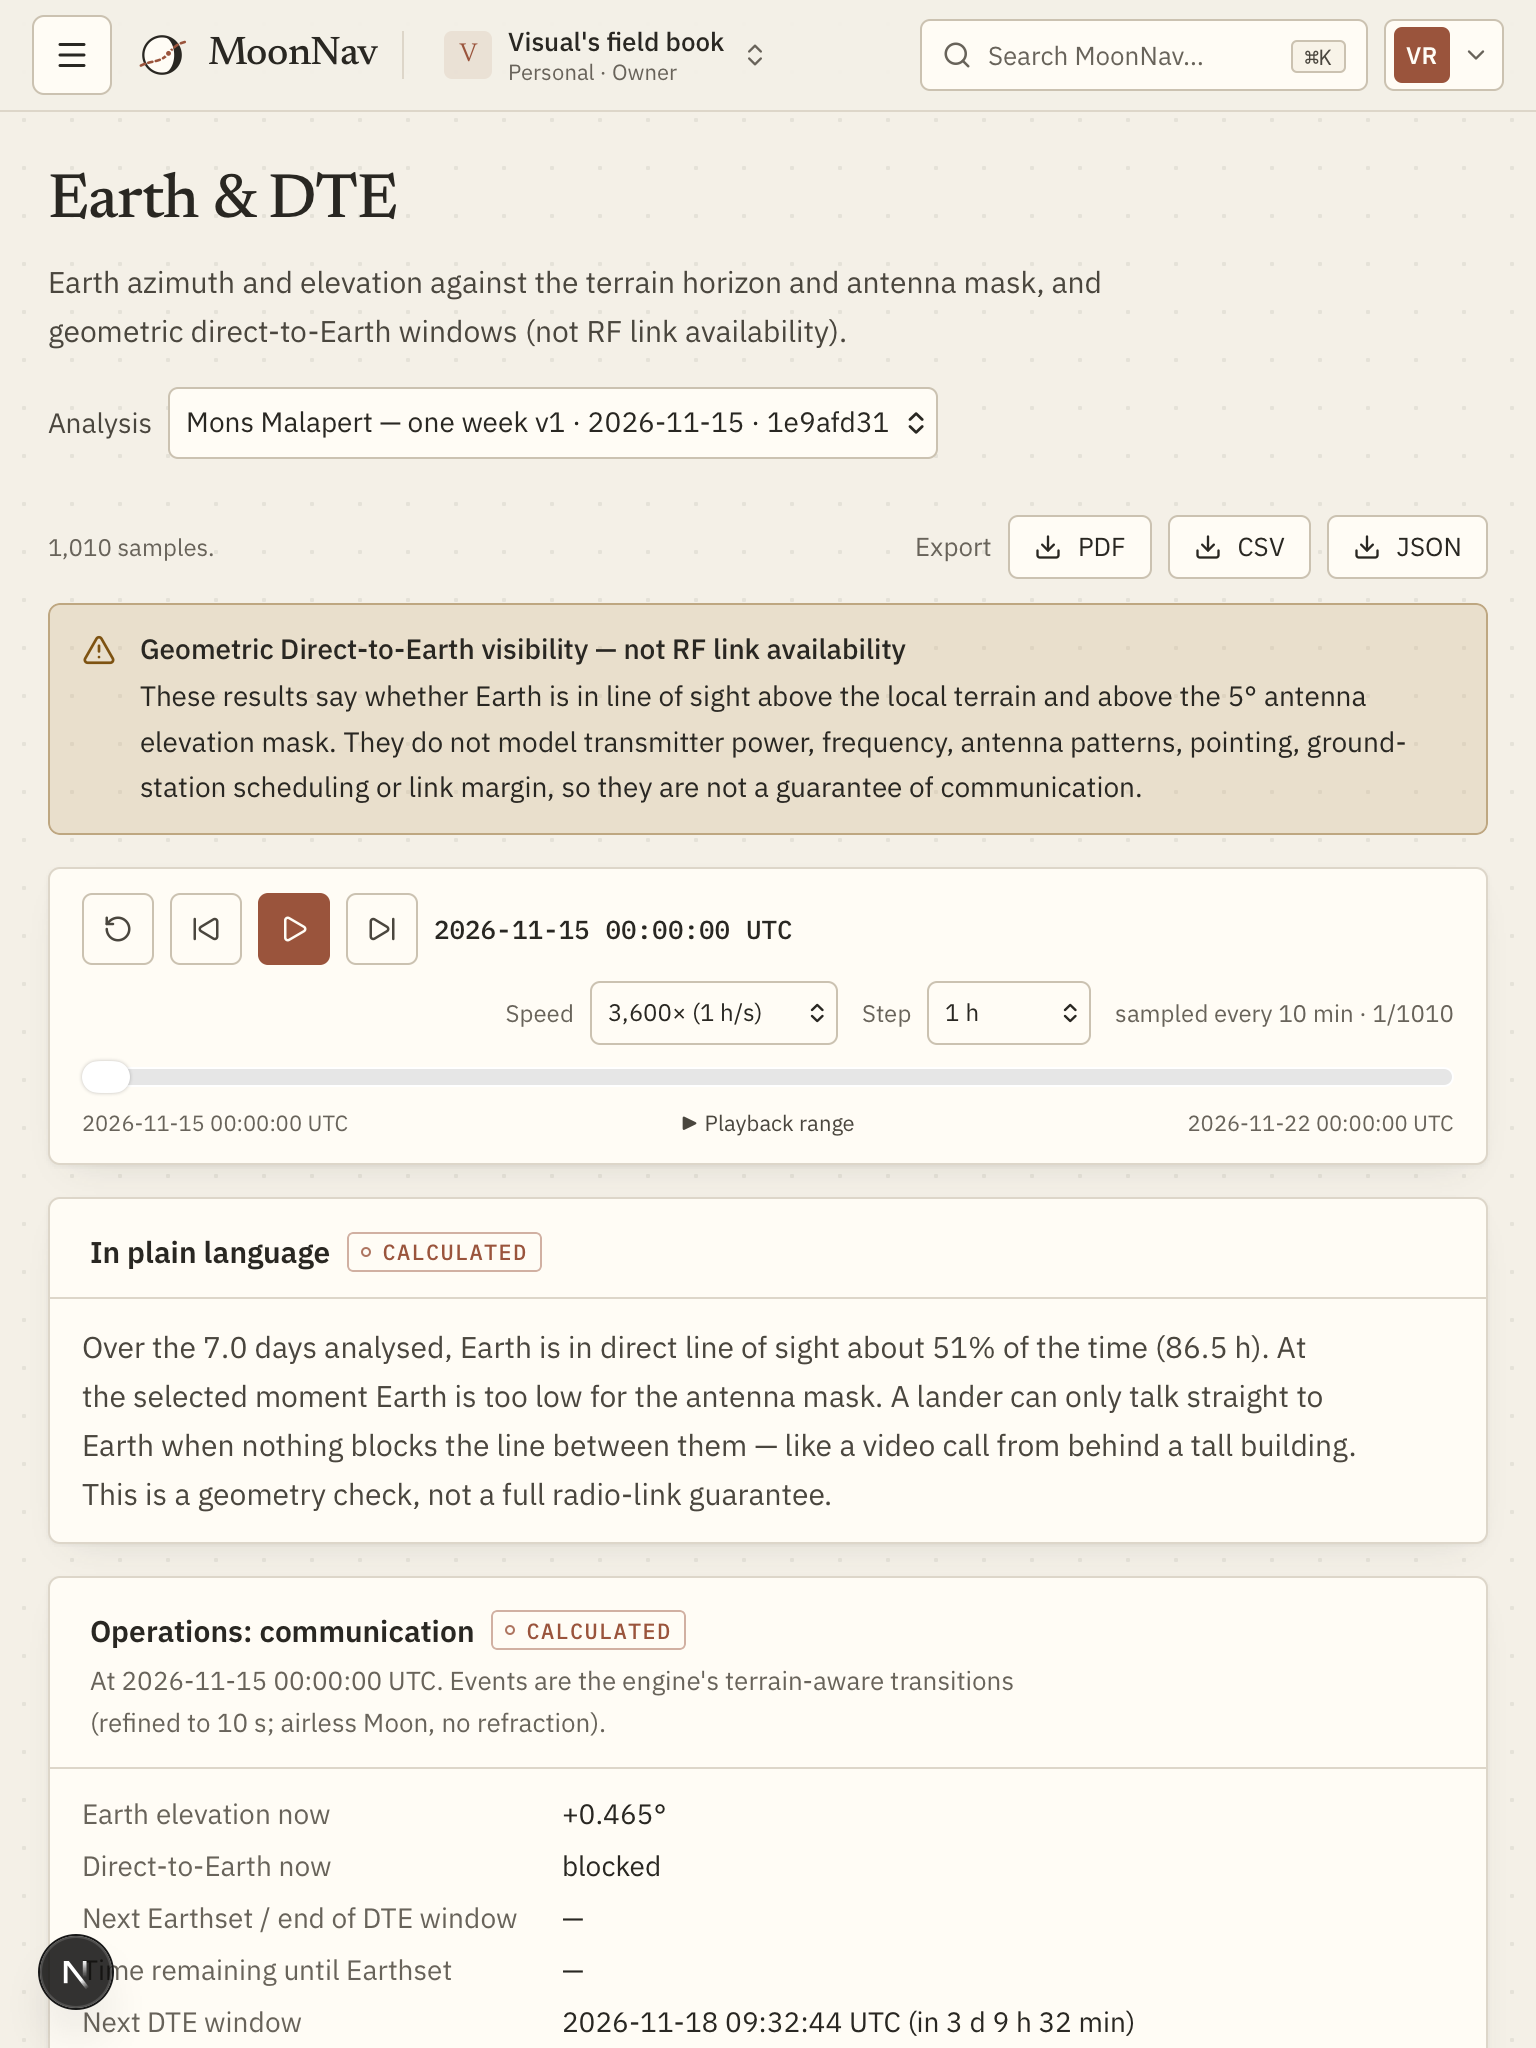 MoonNav
V
Visual's field book
Personal · Owner
Search MoonNav...
⌘K
VR
Earth & DTE
Earth azimuth and elevation against the terrain horizon and antenna mask, and
geometric direct-to-Earth windows (not RF link availability).
Analysis
Mons Malapert — one week v1 · 2026-11-15 · 1e9afd31
1,010 samples.
Export
PDF
CSV
JSON
Geometric Direct-to-Earth visibility — not RF link availability
These results say whether Earth is in line of sight above the local terrain and above the 5° antenna
elevation mask. They do not model transmitter power, frequency, antenna patterns, pointing, ground-
station scheduling or link margin, so they are not a guarantee of communication.
2026-11-15 00:00:00 UTC
Speed
3,600× (1 h/s)
Step
1 h
sampled every 10 min · 1/1010
2026-11-15 00:00:00 UTC
Playback range
2026-11-22 00:00:00 UTC
In plain language
CALCULATED
Over the 7.0 days analysed, Earth is in direct line of sight about 51% of the time (86.5 h). At
the selected moment Earth is too low for the antenna mask. A lander can only talk straight to
Earth when nothing blocks the line between them — like a video call from behind a tall building.
This is a geometry check, not a full radio-link guarantee.
Operations: communication
CALCULATED
At 2026-11-15 00:00:00 UTC. Events are the engine's terrain-aware transitions
(refined to 10 s; airless Moon, no refraction).
Earth elevation now +0.465°
Direct-to-Earth now blocked
Next Earthset / end of DTE window —
Time remaining until Earthset —
N
Next DTE window 2026-11-18 09:32:44 UTC (in 3 d 9 h 32 min)